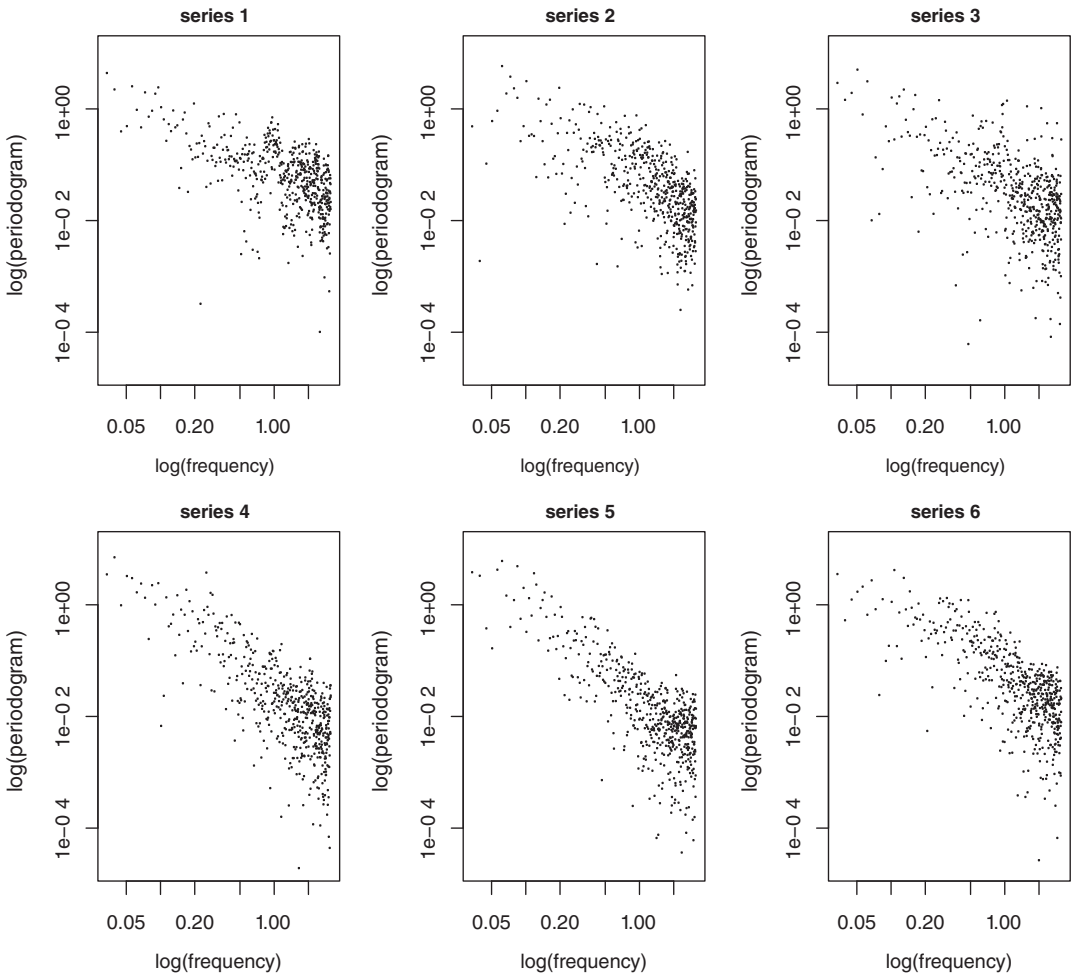 series 1
series 2
series 3
log(periodogram)
1e+00
1e-0 2
1e-0 4
0.05 0.20 1.00
log(frequency)
log(periodogram)
1e+00
1e-0 2
1e-0 4
0.05 0.20 1.00
log(frequency)
log(periodogram)
1e+00
1e-0 2
1e-0 4
0.05 0.20 1.00
log(frequency)
series 4
series 5
series 6
log(periodogram)
1e+00
1e-0 2
1e-0 4
0.05 0.20 1.00
log(frequency)
log(periodogram)
1e+00
1e-0 2
1e-0 4
0.05 0.20 1.00
log(frequency)
log(periodogram)
1e+00
1e-0 2
1e-0 4
0.05 0.20 1.00
log(frequency)